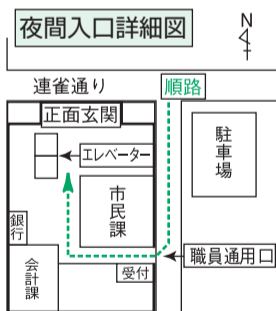 夜間入口詳細図
N
連雀通り
順路
正面玄関
エレベーター
駐車場
市民課
銀行
会計課
受付
職員通用口